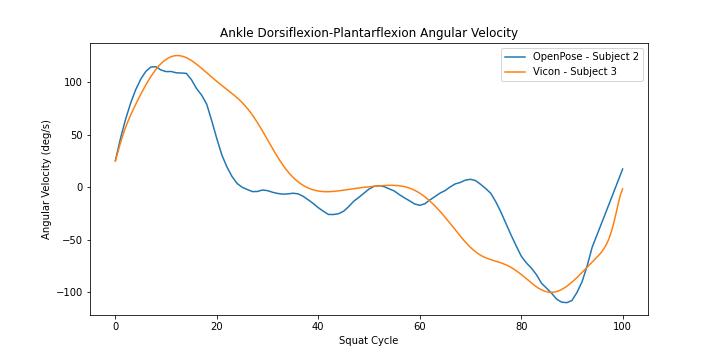 Ankle Dorsiflexion-Plantarflexion Angular Velocity
OpenPose - Subject 2
Vicon - Subject 3
Angular Velocity (deg/s)
100
50
0
−50
−100
0 20 40 60 80 100
Squat Cycle